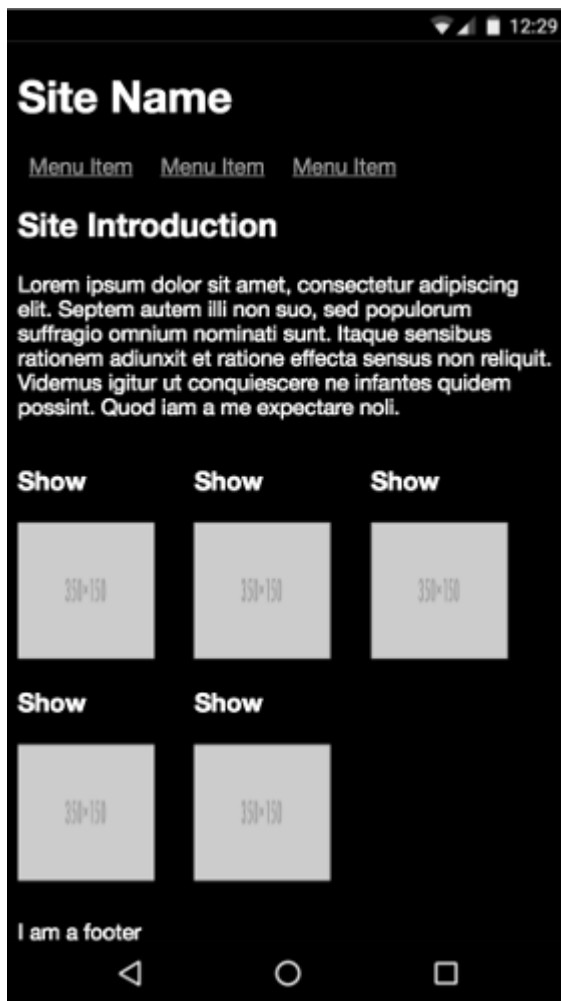 12:29
Site Name
Menu Item Menu Item Menu Item
Site Introduction
Lorem ipsum dolor sit amet, consectetur adipiscing
elit. Septem autem illi non suo, sed populorum
suffragio omnium nominati sunt. Itaque sensibus
rationem adiunxit et ratione effecta sensus non reliquit.
Videmus igitur ut conquiescere ne infantes quidem
possint. Quod iam a me expectare noli.
Show Show Show
350×150 350×150 350×150
Show Show
350×150 350×150
I am a footer